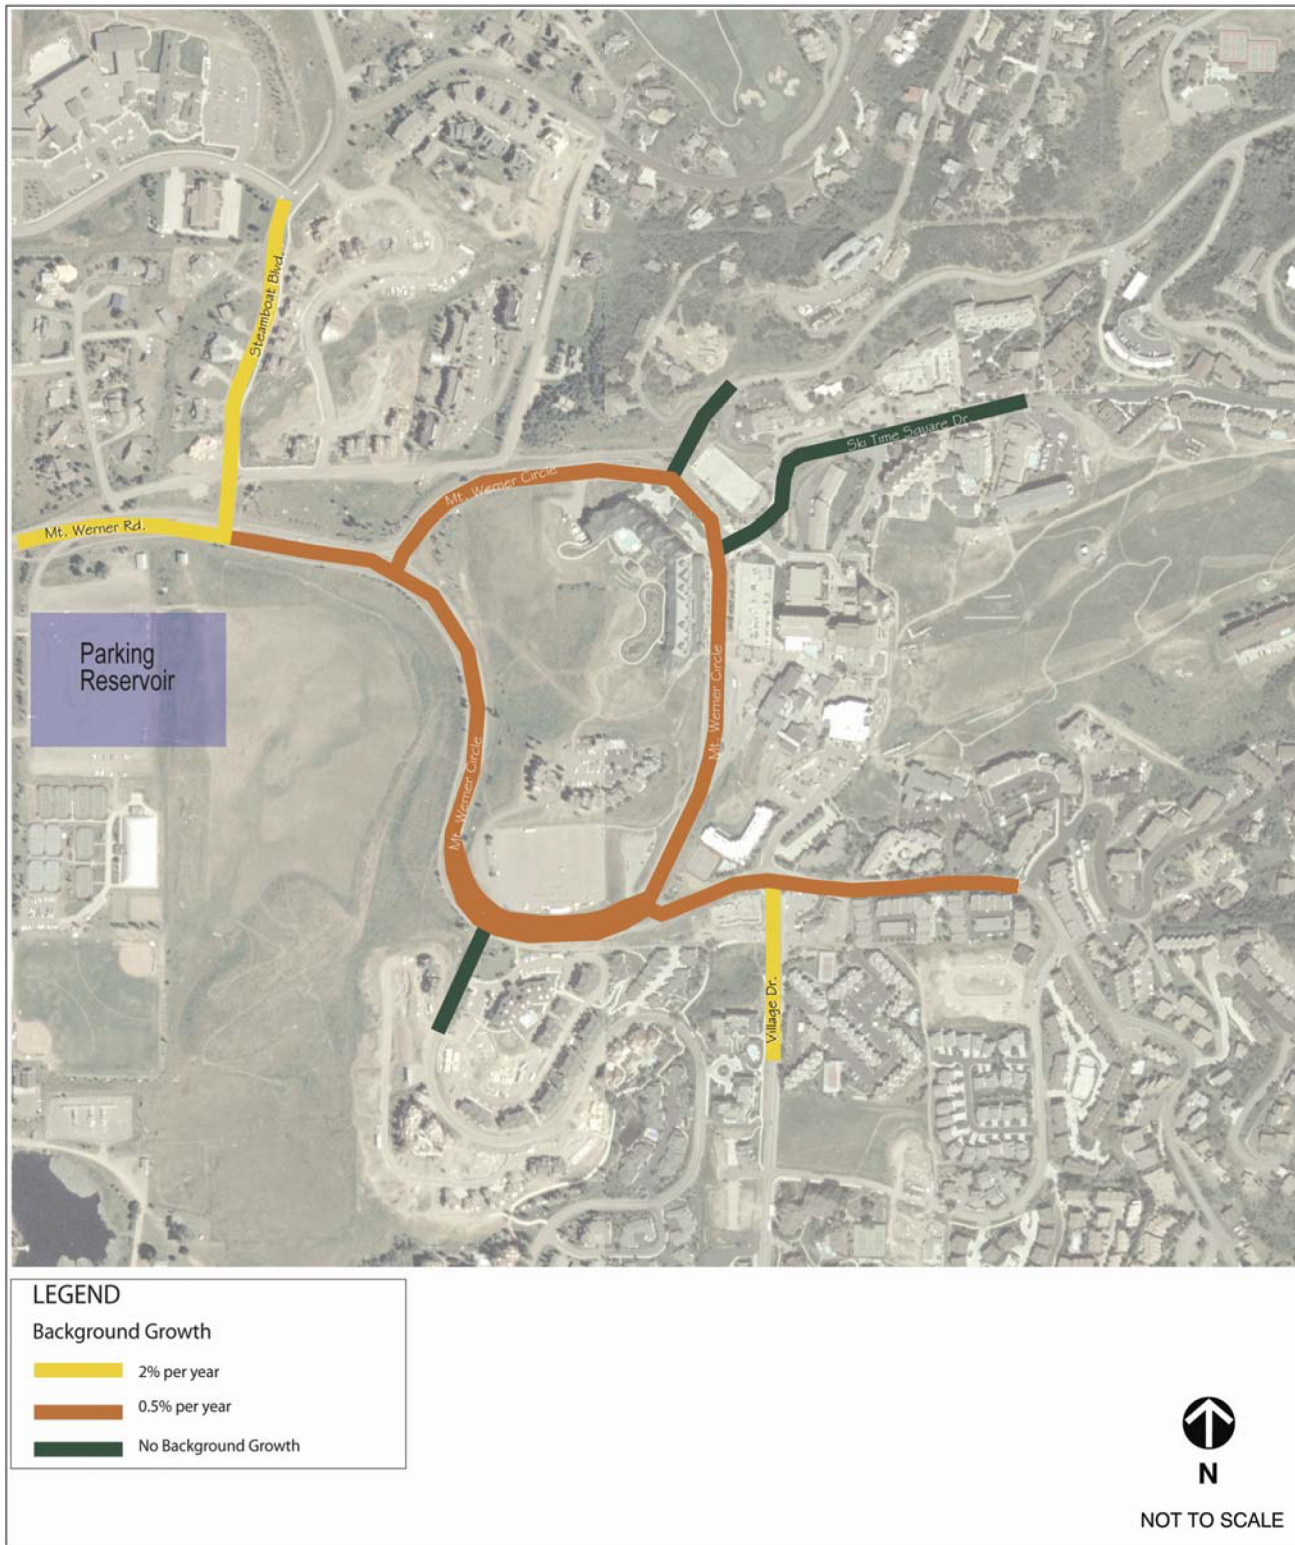 Steamboat Blvd.
Ski Time Square Dr.
Mt. Werner Circle
Mt. Werner Rd.
Parking
Reservoir
Mt. Werner Circle
Mt. Werner Circle
Village Dr.
LEGEND
Background Growth
2% per year
0.5% per year
No Background Growth
N
NOT TO SCALE